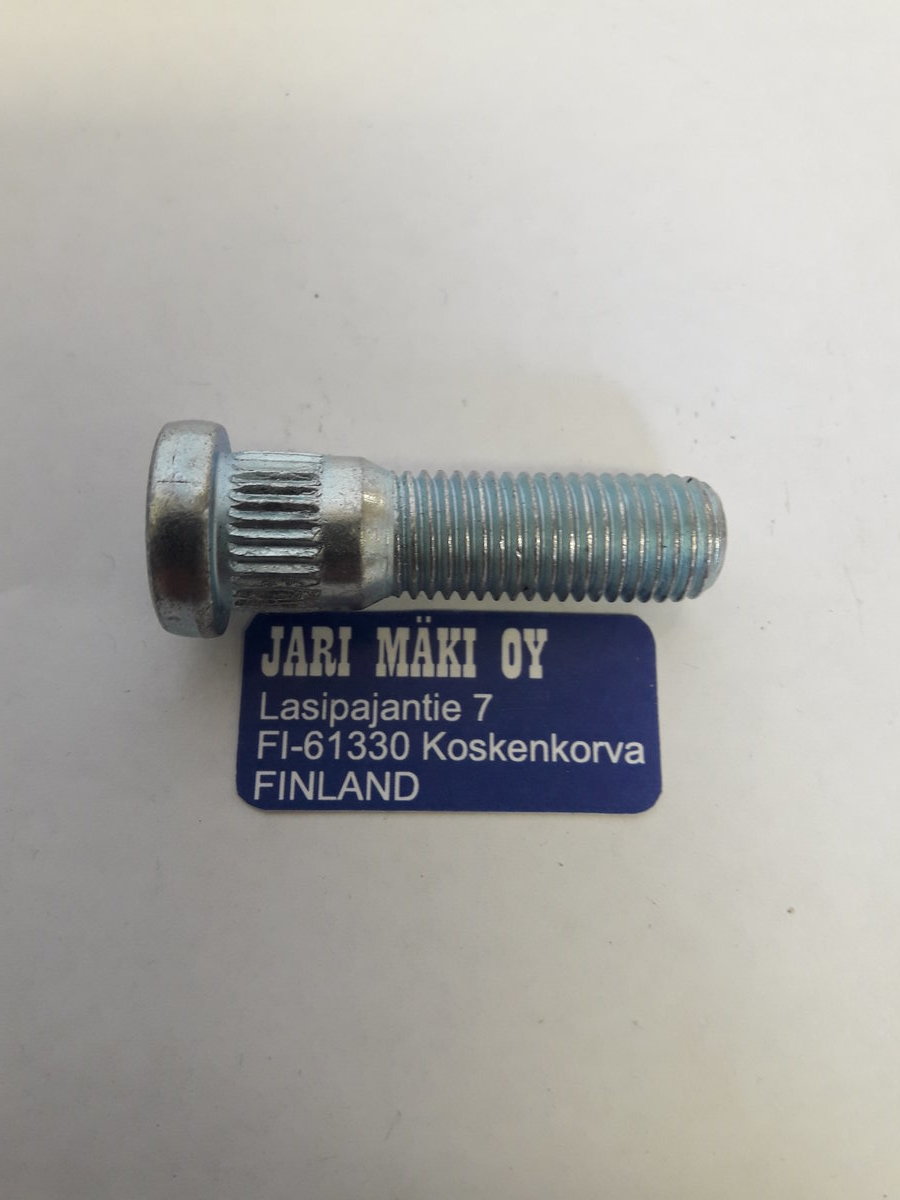 JARI MÄKI OY
Lasipajantie 7
FI-61330 Koskenkorva
FINLAND